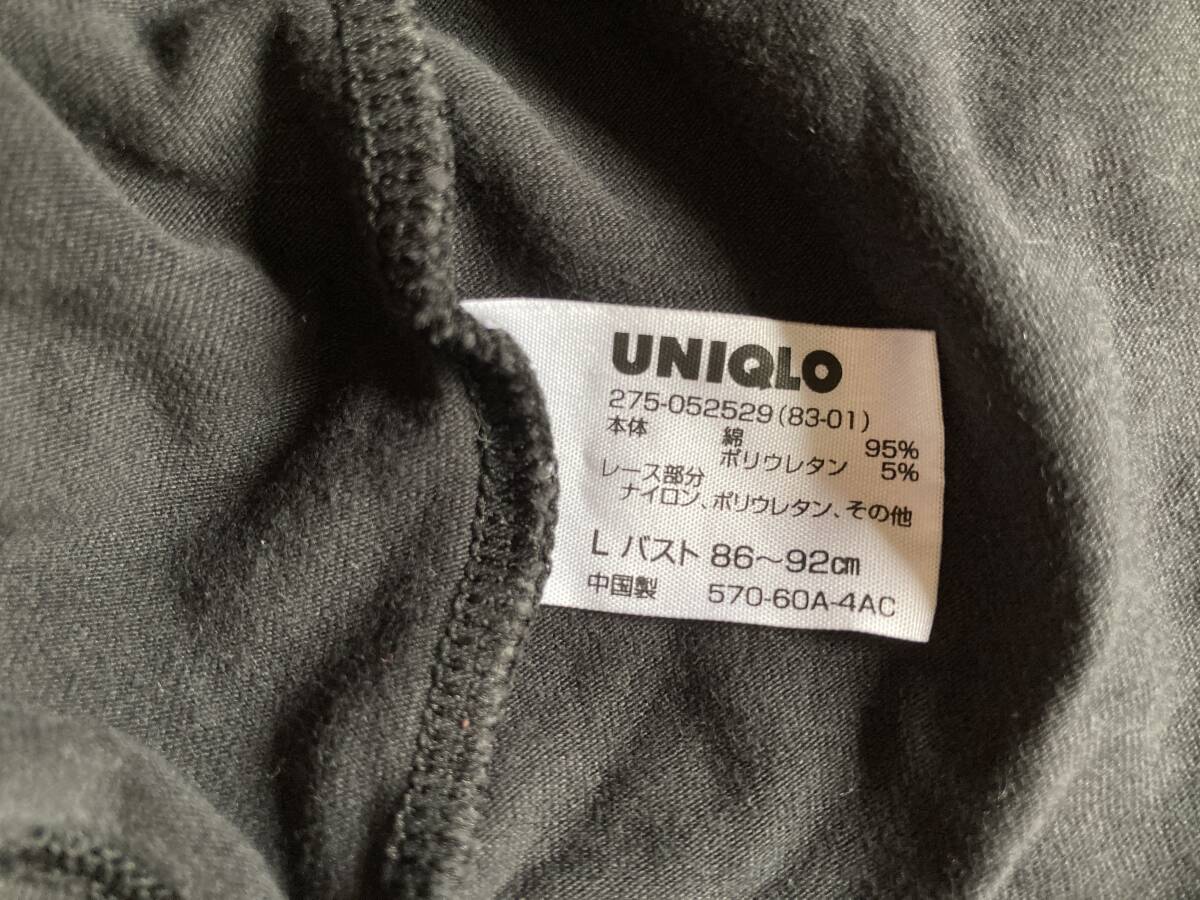 UNIQLO
275-052529(83-01)
本体 綿 95%
ポリウレタン 5%
レース部分
ナイロン、ポリウレタン、その他
L バスト 86～92㎝
中国製 570-60A-4AC